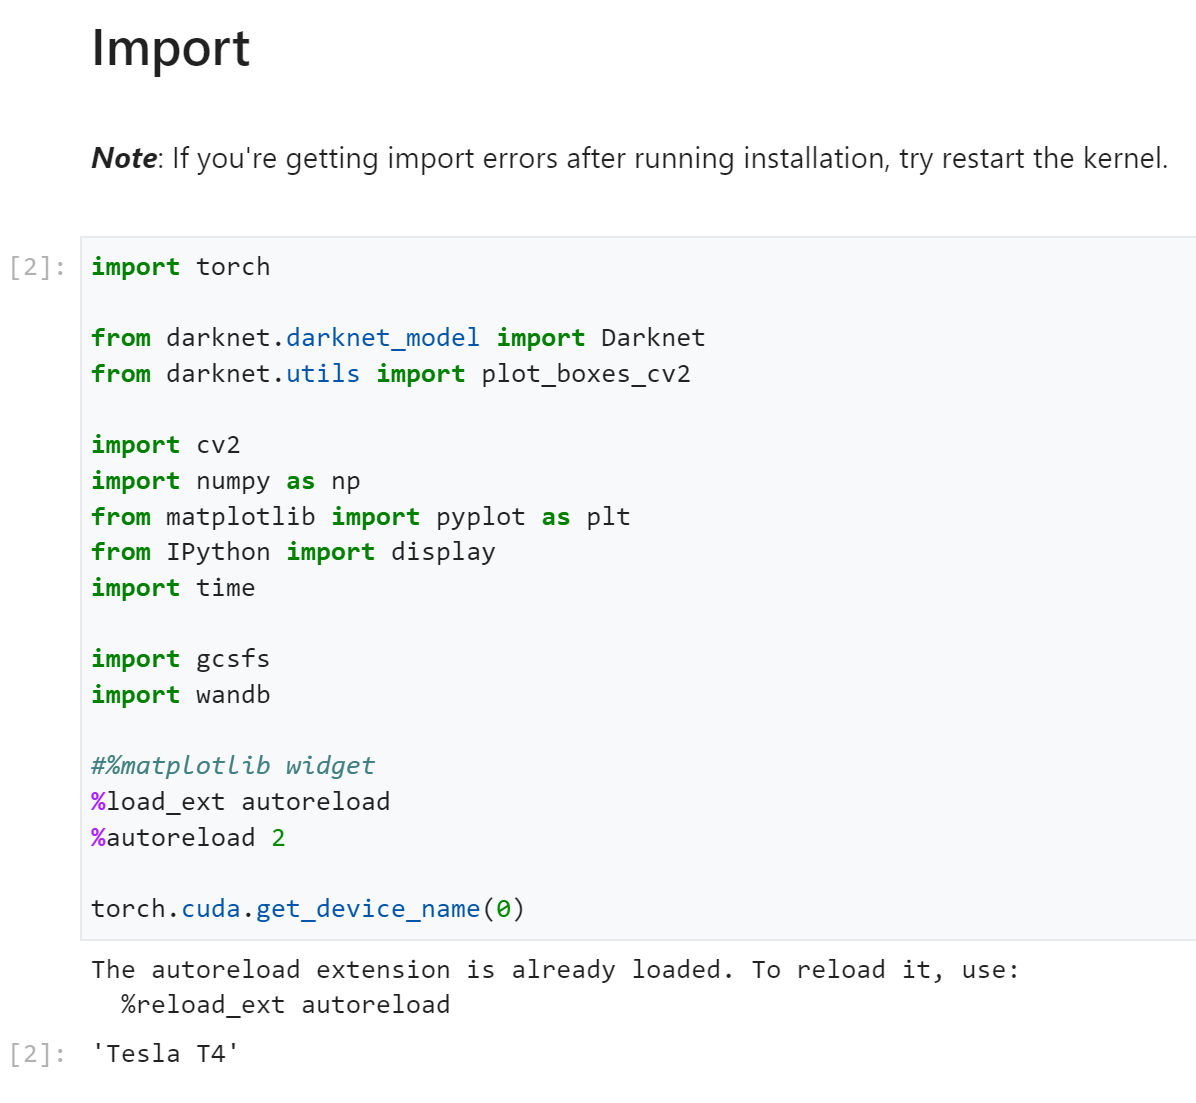 Import
Note: If you're getting import errors after running installation, try restart the kernel.
[2]: import torch
from darknet.darknet_model import Darknet
from darknet.utils import plot_boxes_cv2
import cv2
import numpy as np
from matplotlib import pyplot as plt
from IPython import display
import time
import gcsfs
import wandb
#%matplotlib widget
%load_ext autoreload
%autoreload 2
torch.cuda.get_device_name(0)
The autoreload extension is already loaded. To reload it, use:
  %reload_ext autoreload
[2]: 'Tesla T4'